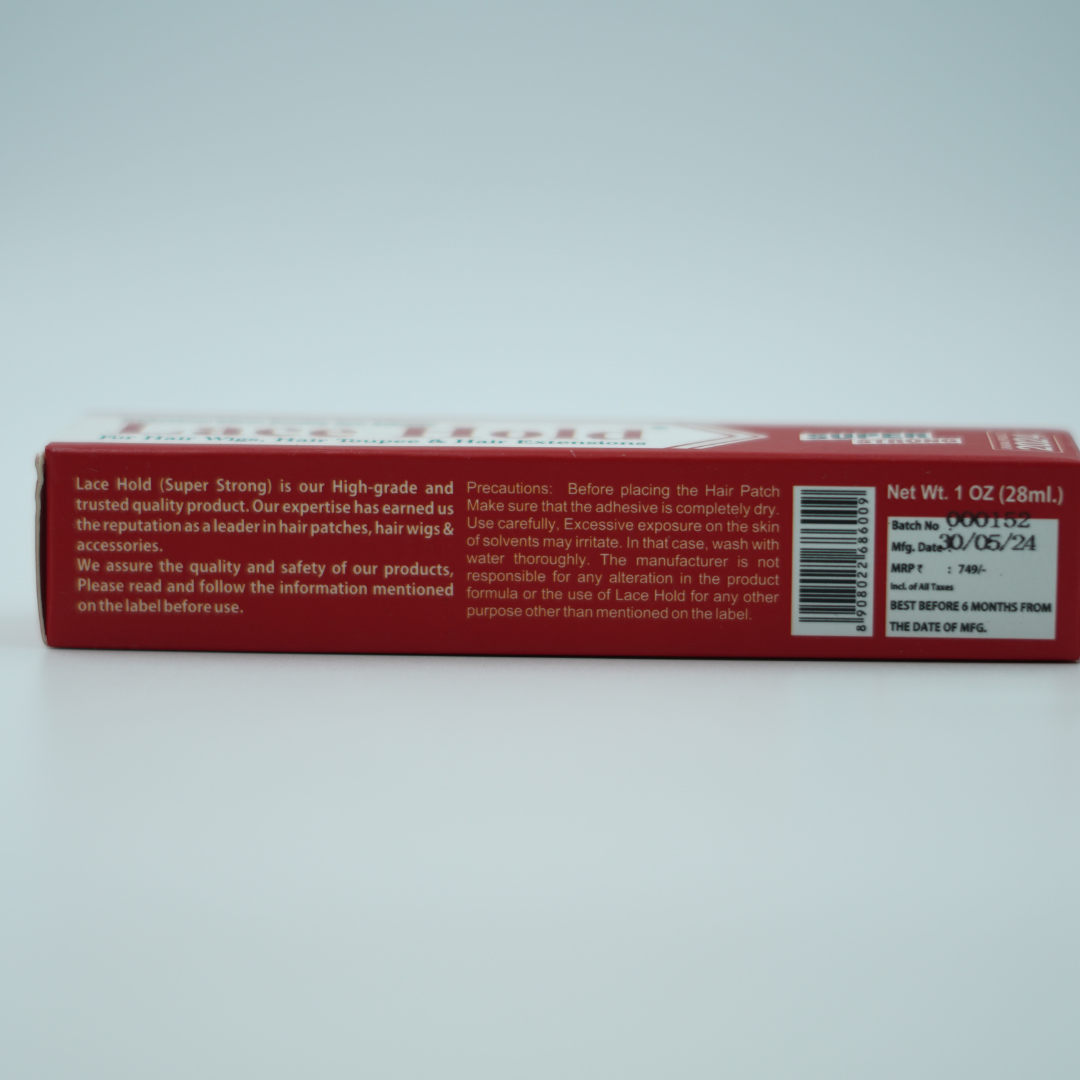 Lace Hold
For Hair Wigs, Hair Toupee & Hair Extensions
SUPER
STRONG
Lace Hold (Super Strong) is our High-grade and
trusted quality product. Our expertise has earned us
the reputation as a leader in hair patches, hair wigs &
accessories.
We assure the quality and safety of our products,
Please read and follow the information mentioned
on the label before use.
Precautions: Before placing the Hair Patch
Make sure that the adhesive is completely dry.
Use carefully, Excessive exposure on the skin
of solvents may irritate. In that case, wash with
water thoroughly. The manufacturer is not
responsible for any alteration in the product
formula or the use of Lace Hold for any other
purpose other than mentioned on the label.
8 908022 686009
Net Wt. 1 OZ (28ml.)
Batch No 000152
Mfg. Date: 30/05/24
MRP ₹ : 749/-
Incl. of All Taxes
BEST BEFORE 6 MONTHS FROM
THE DATE OF MFG.